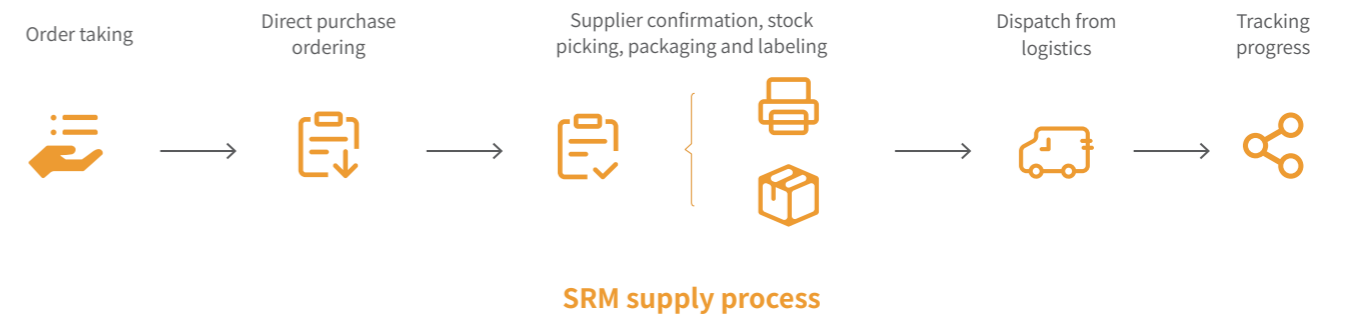 Order taking
Direct purchase
ordering
Supplier confirmation, stock
picking, packaging and labeling
Dispatch from
logistics
Tracking
progress
SRM supply process